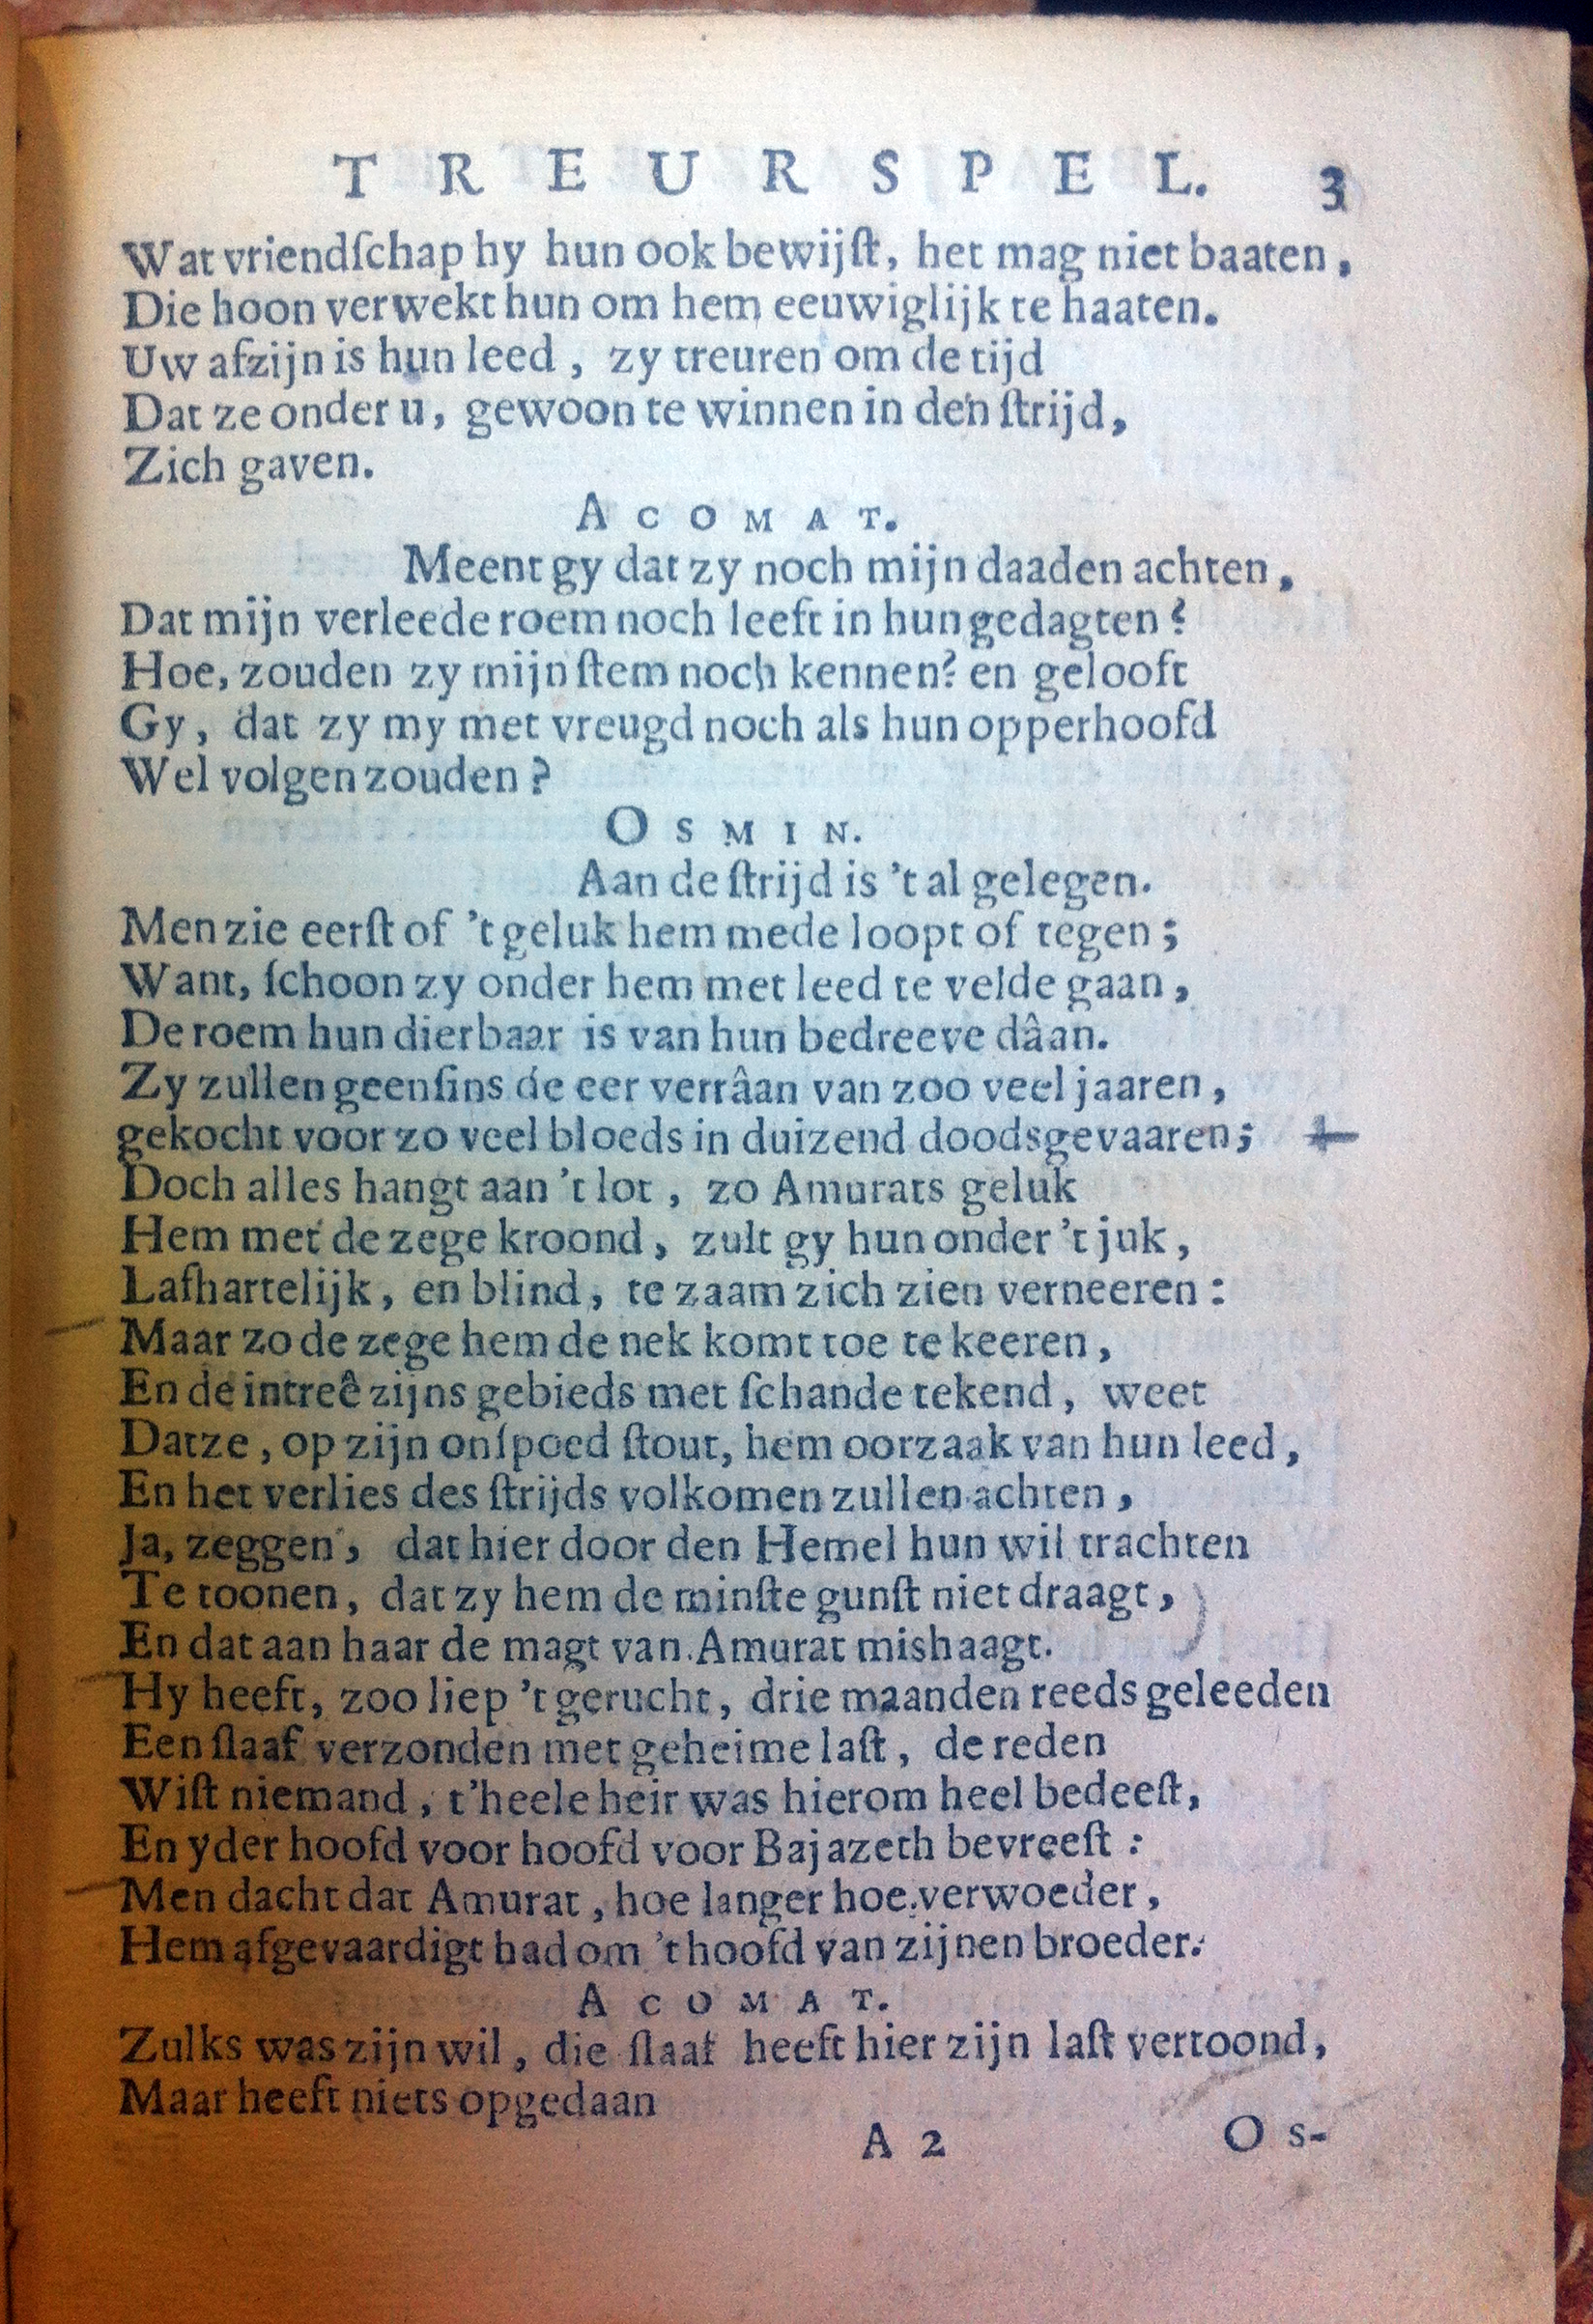 TREURSPEL. 3
Wat vriendſchap hy hun ook bewijſt, het mag niet baaten,
Die hoon verwekt hun om hem eeuwiglijk te haaten.
Uw afzijn is hun leed, zy treuren om de tijd
Dat ze onder u, gewoon te winnen in de'n ſtrijd,
Zich gaven.
ACOMAT.
Meent gy dat zy noch mijn daaden achten,
Dat mijn verleede roem noch leeft in hun gedagten?
Hoe, zouden zy mijn ſtem noch kennen? en gelooft
Gy, dat zy my met vreugd noch als hun opperhoofd
Wel volgen zouden?
OSMIN.
Aan de ſtrijd is 't al gelegen.
Men zie eerſt of 't geluk hem mede loopt of tegen;
Want, ſchoon zy onder hem met leed te velde gaan,
De roem hun dierbaar is van hun bedreeve dâan.
Zy zullen geenſins de eer verrâan van zoo veel jaaren,
gekocht voor zo veel bloeds in duizend doodsgevaaren;
Doch alles hangt aan 't lot, zo Amurats geluk
Hem met de zege kroond, zult gy hun onder 't juk,
Lafhartelijk, en blind, te zaam zich zien verneeren:
Maar zo de zege hem de nek komt toe te keeren,
En de intreê zijns gebieds met ſchande tekend, weet
Datze, op zijn onſpoed ſtout, hem oorzaak van hun leed,
En het verlies des ſtrijds volkomen zullen achten,
Ja, zeggen, dat hier door den Hemel hun wil trachten
Te toonen, dat zy hem de minſte gunſt niet draagt,
En dat aan haar de magt van Amurat mishaagt.
Hy heeft, zoo liep 't gerucht, drie maanden reeds geleeden
Een ſlaaf verzonden met geheime laſt, de reden
Wiſt niemand, t'heele heir was hierom heel bedeeſt,
En yder hoofd voor hoofd voor Bajazeth bevreeſt:
Men dacht dat Amurat, hoe langer hoe verwoeder,
Hem afgevaardigt had om 't hoofd van zijnen broeder.
ACOMAT.
Zulks was zijn wil, die ſlaaf heeft hier zijn laſt vertoond,
Maar heeft niets opgedaan
A 2 Os-